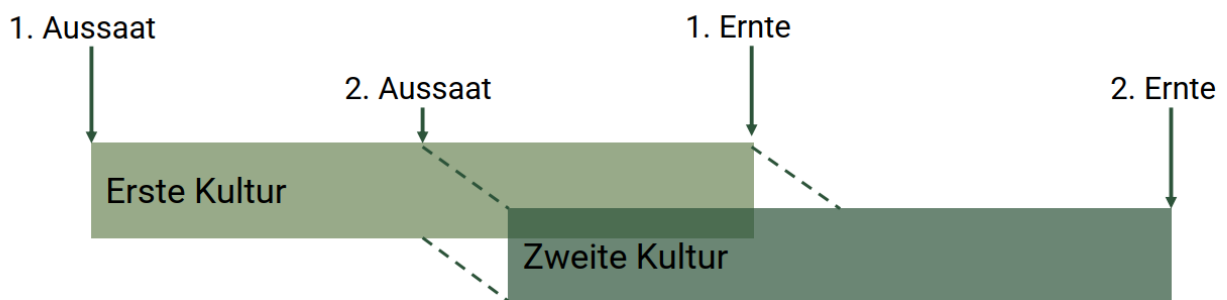 1. Aussaat
1. Ernte
2. Aussaat
2. Ernte
Erste Kultur
Zweite Kultur